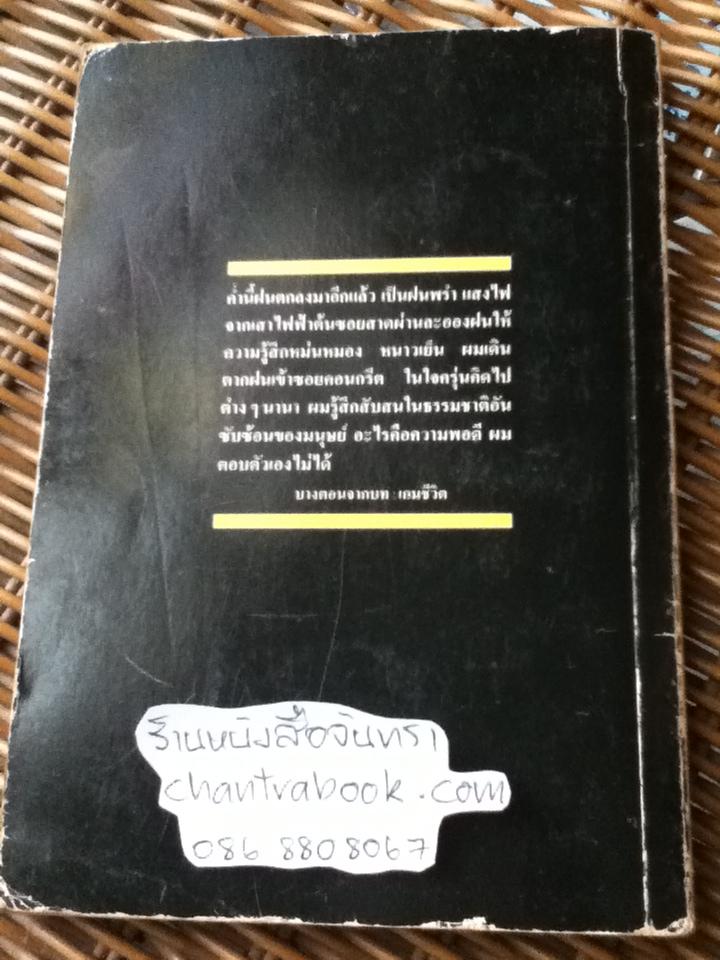 ค่ำนี้ฝนตกลงมาอีกแล้ว เป็นฝนพรำ แสงไฟ
จากเสาไฟฟ้าต้นซอยสาดผ่านละอองฝนให้
ความรู้สึกหม่นหมอง หนาวเย็น ผมเดิน
ตากฝนเข้าซอยคอนกรีต ในใจครุ่นคิดไป
ต่าง ๆ นานา ผมรู้สึกสับสนในธรรมชาติอัน
ซับซ้อนของมนุษย์ อะไรคือความพอดี ผม
ตอบตัวเองไม่ได้
บางตอนจากบท เกมชีวิต
ร้านหนังสือจันทรา
chantrabook.com
086 8808067